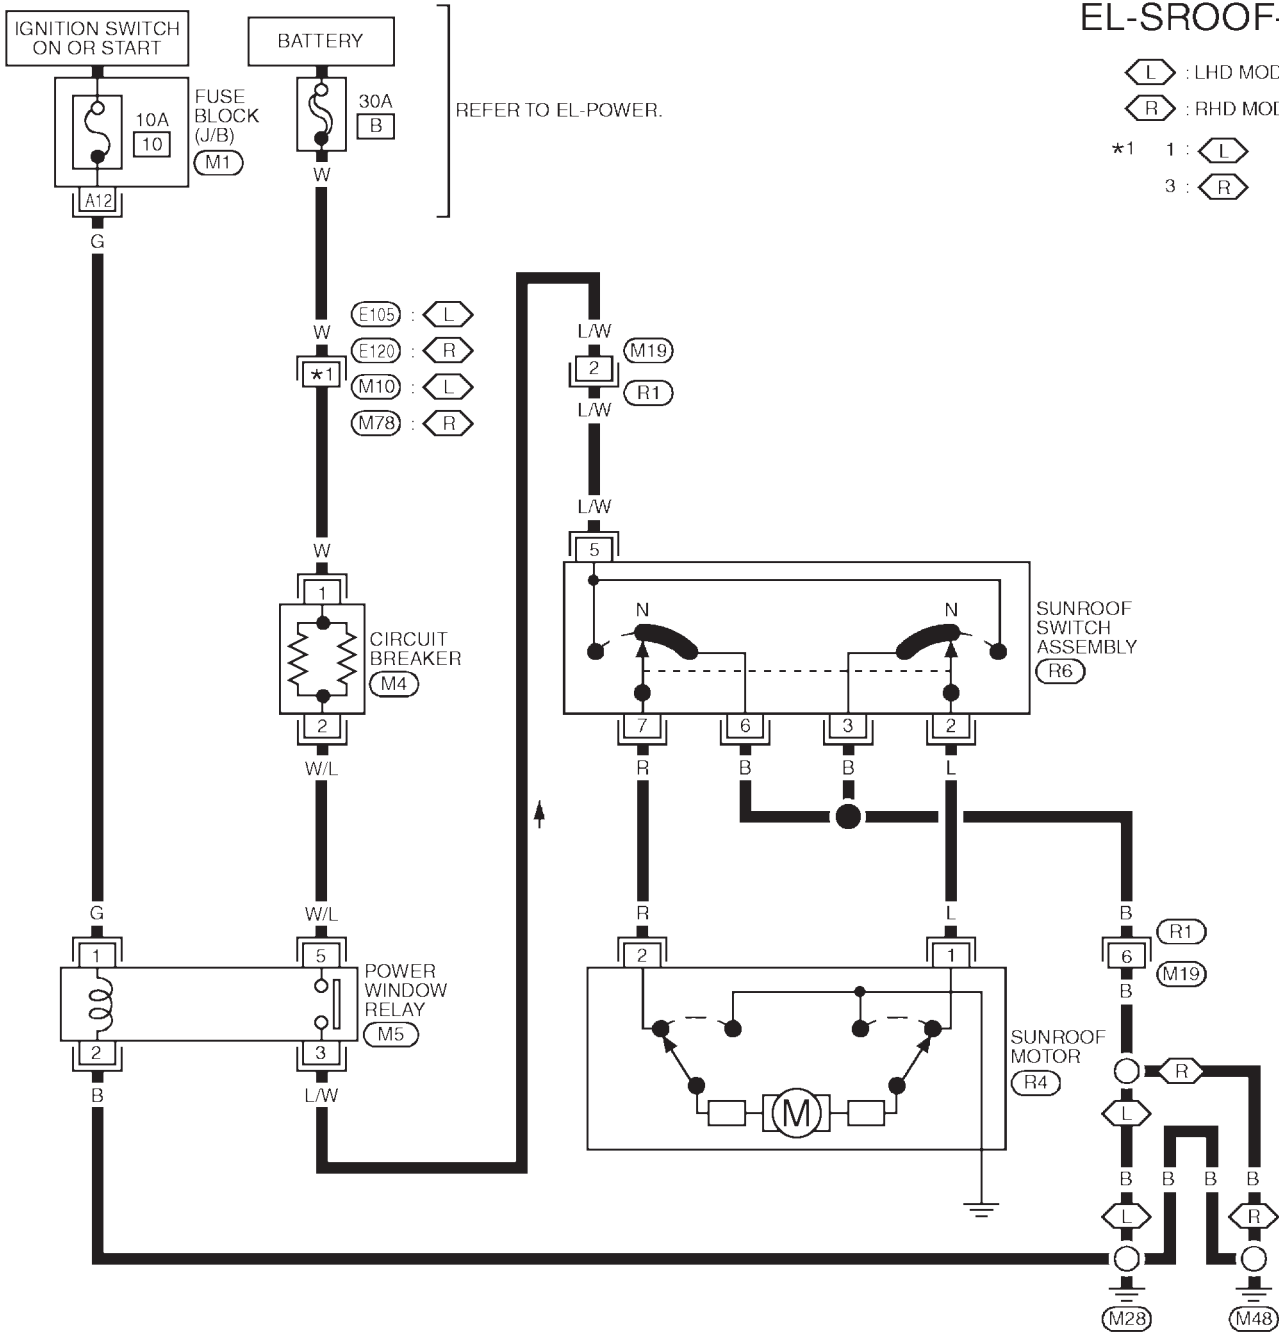 EL-SROOF-
IGNITION SWITCH
ON OR START
BATTERY
REFER TO EL-POWER.
L : LHD MOD
R : RHD MOD
*1 1 : L
3 : R
10A
10
FUSE
BLOCK
(J/B)
M1
30A
B
A12
G
W
W
*1
E105 : L
E120 : R
M10 : L
M78 : R
W
1
CIRCUIT
BREAKER
M4
2
W/L
L/W
2
M19
R1
L/W
L/W
5
N
N
SUNROOF
SWITCH
ASSEMBLY
R6
7
6
3
2
R
B
B
L
G
W/L
R
L
B
1
5
POWER
WINDOW
RELAY
M5
2
3
B
L/W
2
1
M
SUNROOF
MOTOR
R4
R1
6
M19
B
R
L
B
B
B
B
L
R
M28
M48